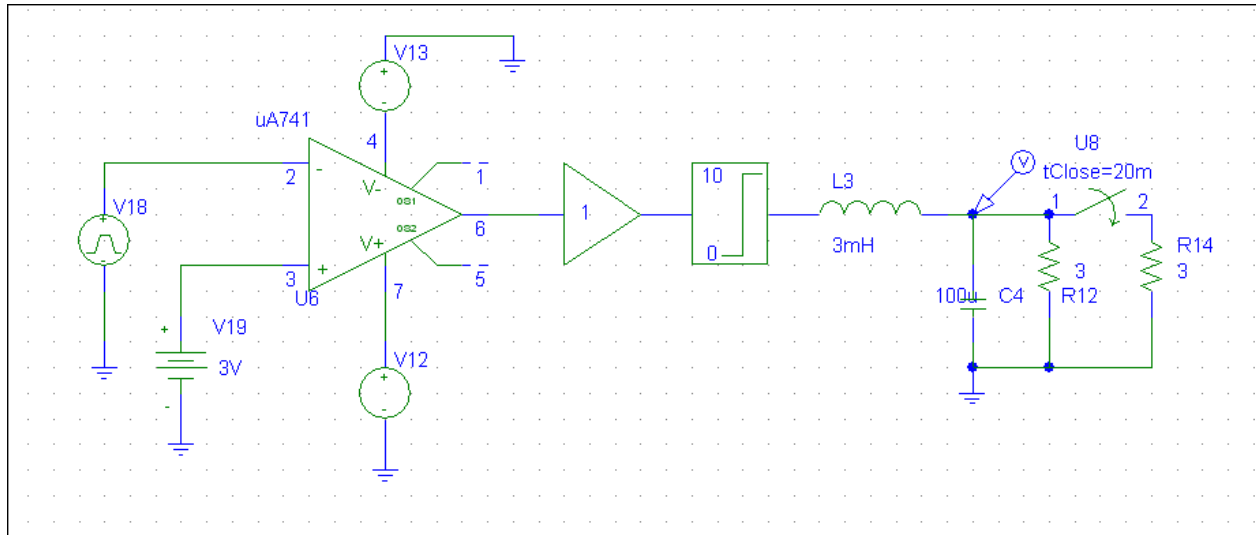 V13
+
-
uA741
4
2
-
V-
1
OS1
1
V18
+
-
6
OS2
V+
3
+
5
U6
7
10
0
L3
3mH
V
U8
tClose=20m
1
2
R14
3
3
R12
100u
C4
+
V19
3V
-
V12
+
-